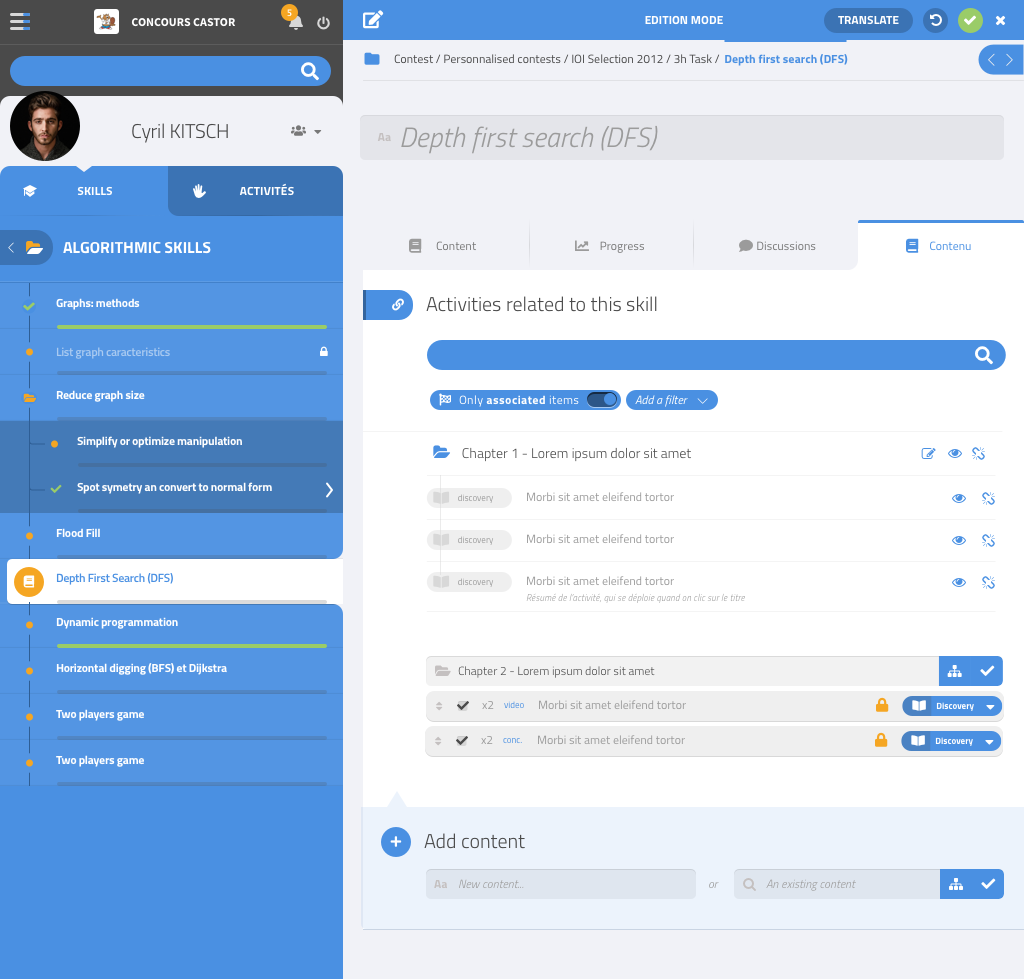 CONCOURS CASTOR
5
EDITION MODE
TRANSLATE
Contest / Personnalised contests / IOI Selection 2012 / 3h Task / Depth first search (DFS)
Cyril KITSCH
Aa Depth first search (DFS)
SKILLS
ACTIVITÉS
ALGORITHMIC SKILLS
Graphs: methods
List graph caracteristics
Reduce graph size
Simplify or optimize manipulation
Spot symetry an convert to normal form
Flood Fill
Depth First Search (DFS)
Dynamic programmation
Horizontal digging (BFS) et Dijkstra
Two players game
Two players game
Content
Progress
Discussions
Contenu
Activities related to this skill
Only associated items
Add a filter
Chapter 1 - Lorem ipsum dolor sit amet
discovery Morbi sit amet eleifend tortor
discovery Morbi sit amet eleifend tortor
discovery Morbi sit amet eleifend tortor
Résumé de l'activité, qui se déploie quand on clic sur le titre
Chapter 2 - Lorem ipsum dolor sit amet
x2 video Morbi sit amet eleifend tortor Discovery
x2 conc. Morbi sit amet eleifend tortor Discovery
Add content
Aa New content... or An existing content